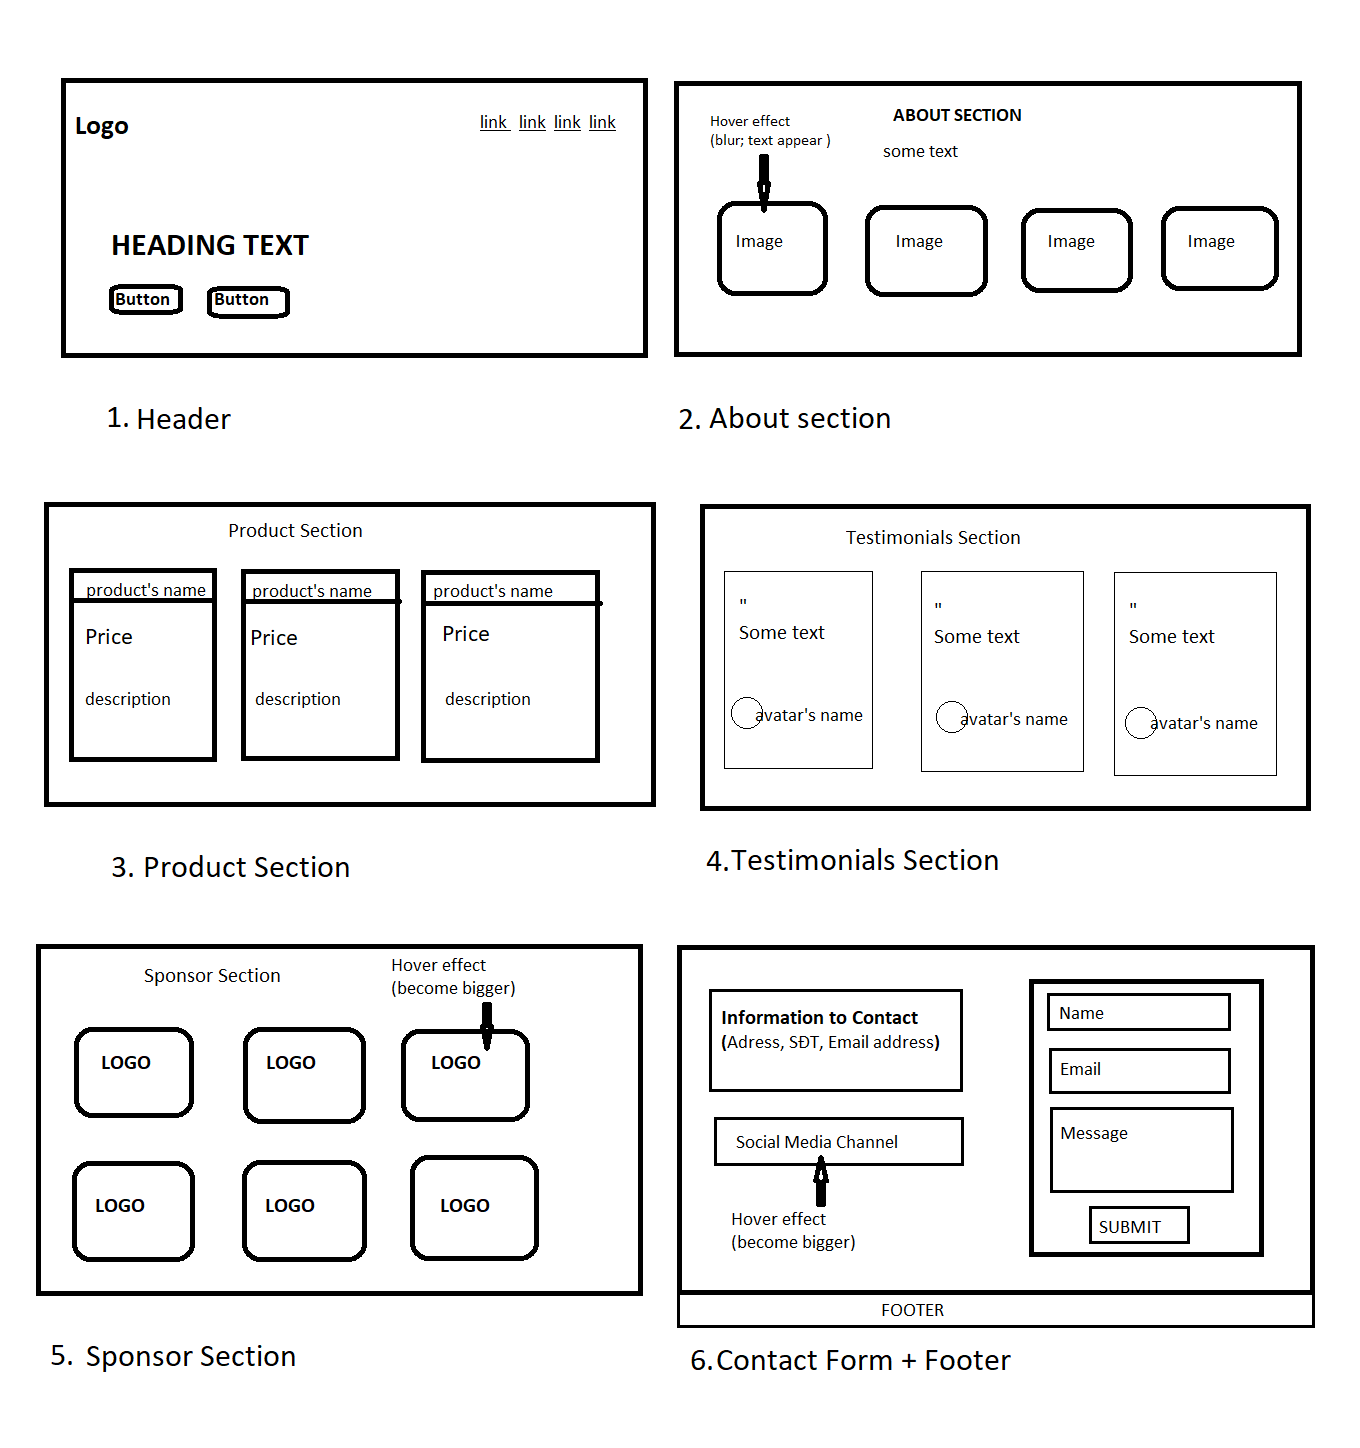 Logo
link link link link
HEADING TEXT
Button Button
1. Header
Hover effect
(blur; text appear )
ABOUT SECTION
some text
Image Image Image Image
2. About section
Product Section
product's name product's name product's name
Price Price Price
description description description
3. Product Section
Testimonials Section
" " "
Some text Some text Some text
avatar's name avatar's name avatar's name
4.Testimonials Section
Sponsor Section
Hover effect
(become bigger)
LOGO LOGO LOGO
LOGO LOGO LOGO
5. Sponsor Section
Information to Contact
(Adress, SĐT, Email address)
Social Media Channel
Hover effect
(become bigger)
Name
Email
Message
SUBMIT
FOOTER
6.Contact Form + Footer